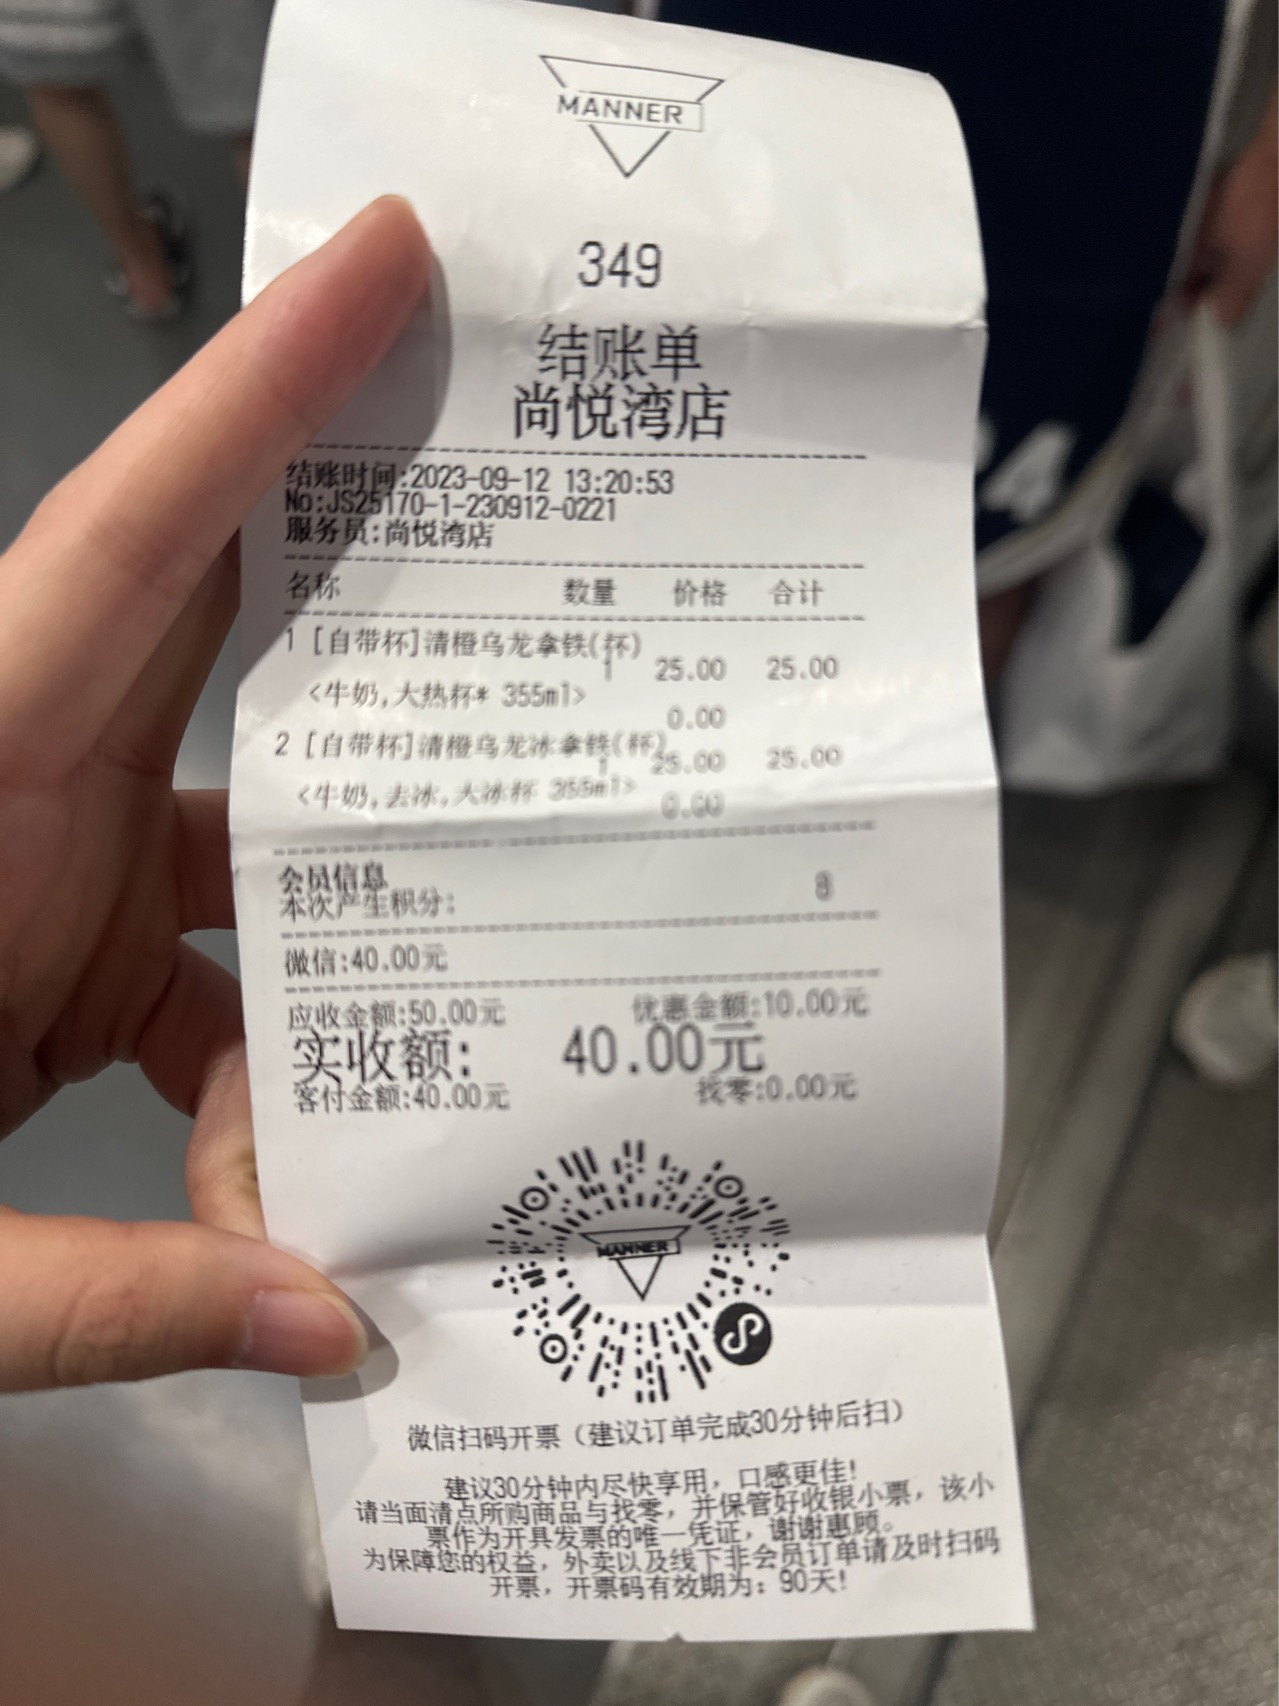 MANNER
349
结账单
尚悦湾店
结账时间:2023-09-12 13:20:53
No:JS25170-1-230912-0221
服务员:尚悦湾店
名称 数量 价格 合计
1 [自带杯]清橙乌龙拿铁(杯)
1 25.00 25.00
<牛奶,大热杯* 355ml>
0.00
2 [自带杯]清橙乌龙冰拿铁(杯)
1 25.00 25.00
<牛奶,去冰,大冰杯 355ml>
0.00
会员信息
本次产生积分:
微信:40.00元
应收金额:50.00元 优惠金额:10.00元
实收额: 40.00元
客付金额:40.00元 找零:0.00元
MANNER
微信扫码开票（建议订单完成30分钟后扫）
建议30分钟内尽快享用，口感更佳！
请当面清点所购商品与找零，并保管好收银小票，该小
票作为开具发票的唯一凭证，谢谢惠顾。
为保障您的权益，外卖以及线下非会员订单请及时扫码
开票，开票码有效期为：90天！